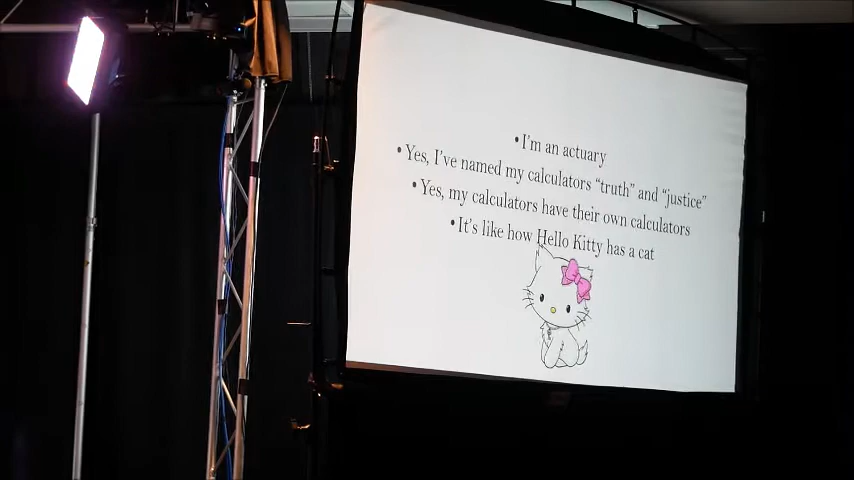 •I'm an actuary
•Yes, I've named my calculators “truth” and “justice”
•Yes, my calculators have their own calculators
•It's like how Hello Kitty has a cat